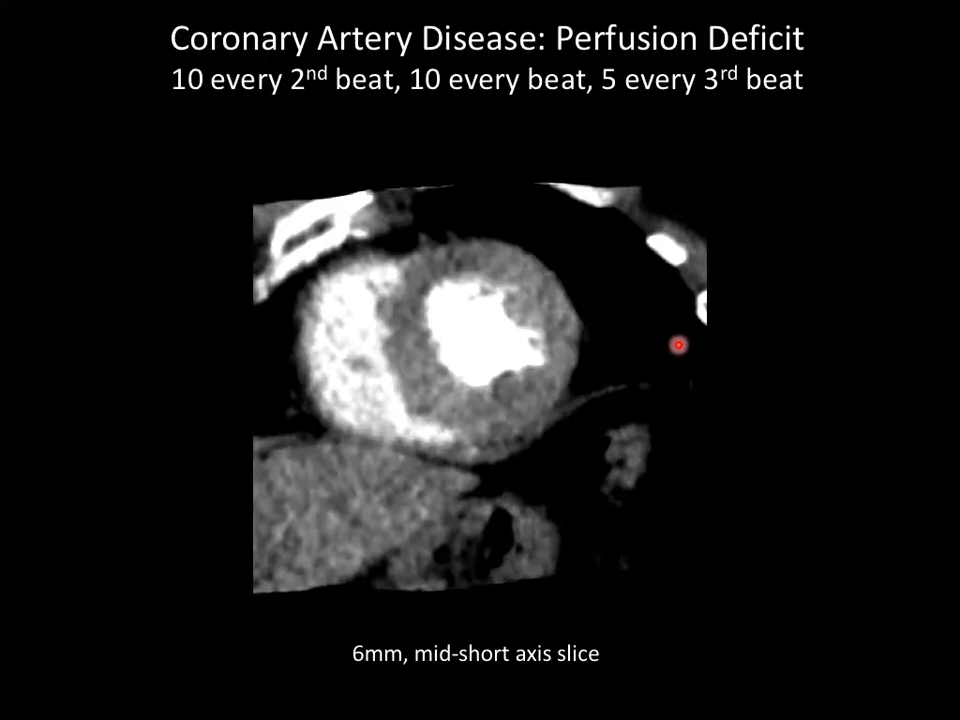 Coronary Artery Disease: Perfusion Deficit
10 every 2nd beat, 10 every beat, 5 every 3rd beat
6mm, mid-short axis slice